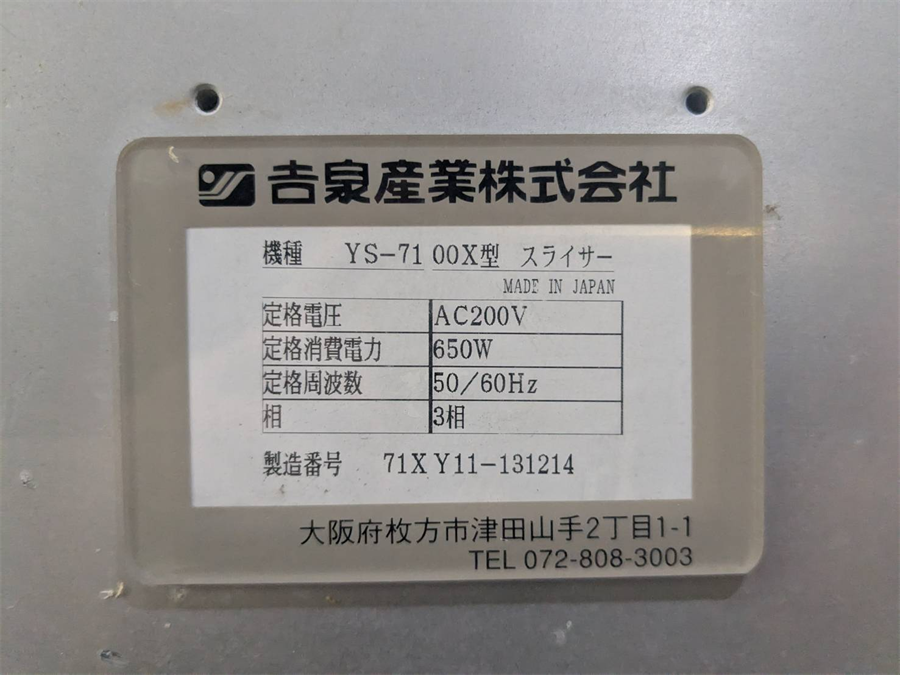 𠮷泉産業株式会社
機種 YS-7100X型 スライサー
MADE IN JAPAN
定格電圧 AC200V
定格消費電力 650W
定格周波数 50/60Hz
相 3相
製造番号 71XY11-131214
大阪府枚方市津田山手2丁目1-1
TEL 072-808-3003